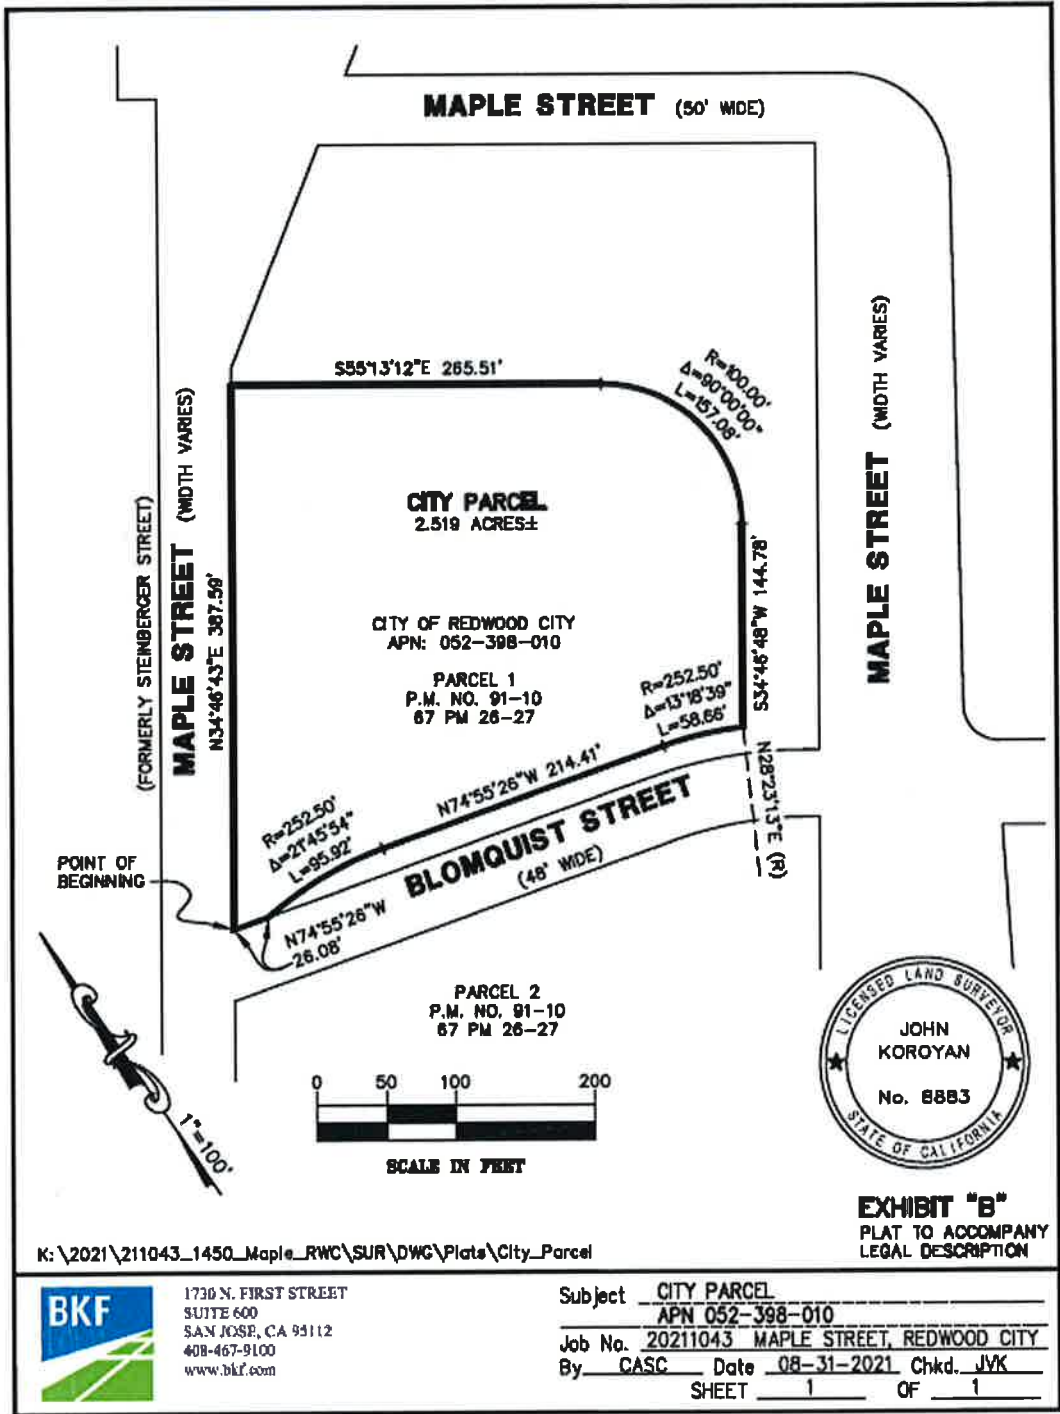 MAPLE STREET (50' WIDE)
S55°13'12"E 265.51'
R=100.00'
Δ=90°00'00"
L=157.08'
MAPLE STREET (WIDTH VARIES)
(FORMERLY STEINBERGER STREET)
MAPLE STREET (WIDTH VARIES)
N34°46'43"E 387.59'
CITY PARCEL
2.519 ACRES±
CITY OF REDWOOD CITY
APN: 052-398-010
PARCEL 1
P.M. NO. 91-10
67 PM 26-27
S34°46'48"W 144.78'
R=252.50'
Δ=13°18'39"
L=58.66'
N74°55'26"W 214.41'
R=252.50'
Δ=21°45'54"
L=95.92'
BLOMQUIST STREET
(48' WIDE)
N28°23'13"E (R)
POINT OF
BEGINNING
N74°55'26"W
26.08'
PARCEL 2
P.M. NO. 91-10
67 PM 26-27
1"=100'
0 50 100 200
SCALE IN FEET
LICENSED LAND SURVEYOR
JOHN
KOROYAN
No. 8883
STATE OF CALIFORNIA
EXHIBIT "B"
PLAT TO ACCOMPANY
LEGAL DESCRIPTION
K:\2021\211043_1450_Maple_RWC\SUR\DWG\Plats\City_Parcel
BKF
1730 N. FIRST STREET
SUITE 600
SAN JOSE, CA 95112
408-467-9100
www.bkf.com
Subject CITY PARCEL
APN 052-398-010
Job No. 20211043 MAPLE STREET, REDWOOD CITY
By CASC Date 08-31-2021 Chkd. JVK
SHEET 1 OF 1